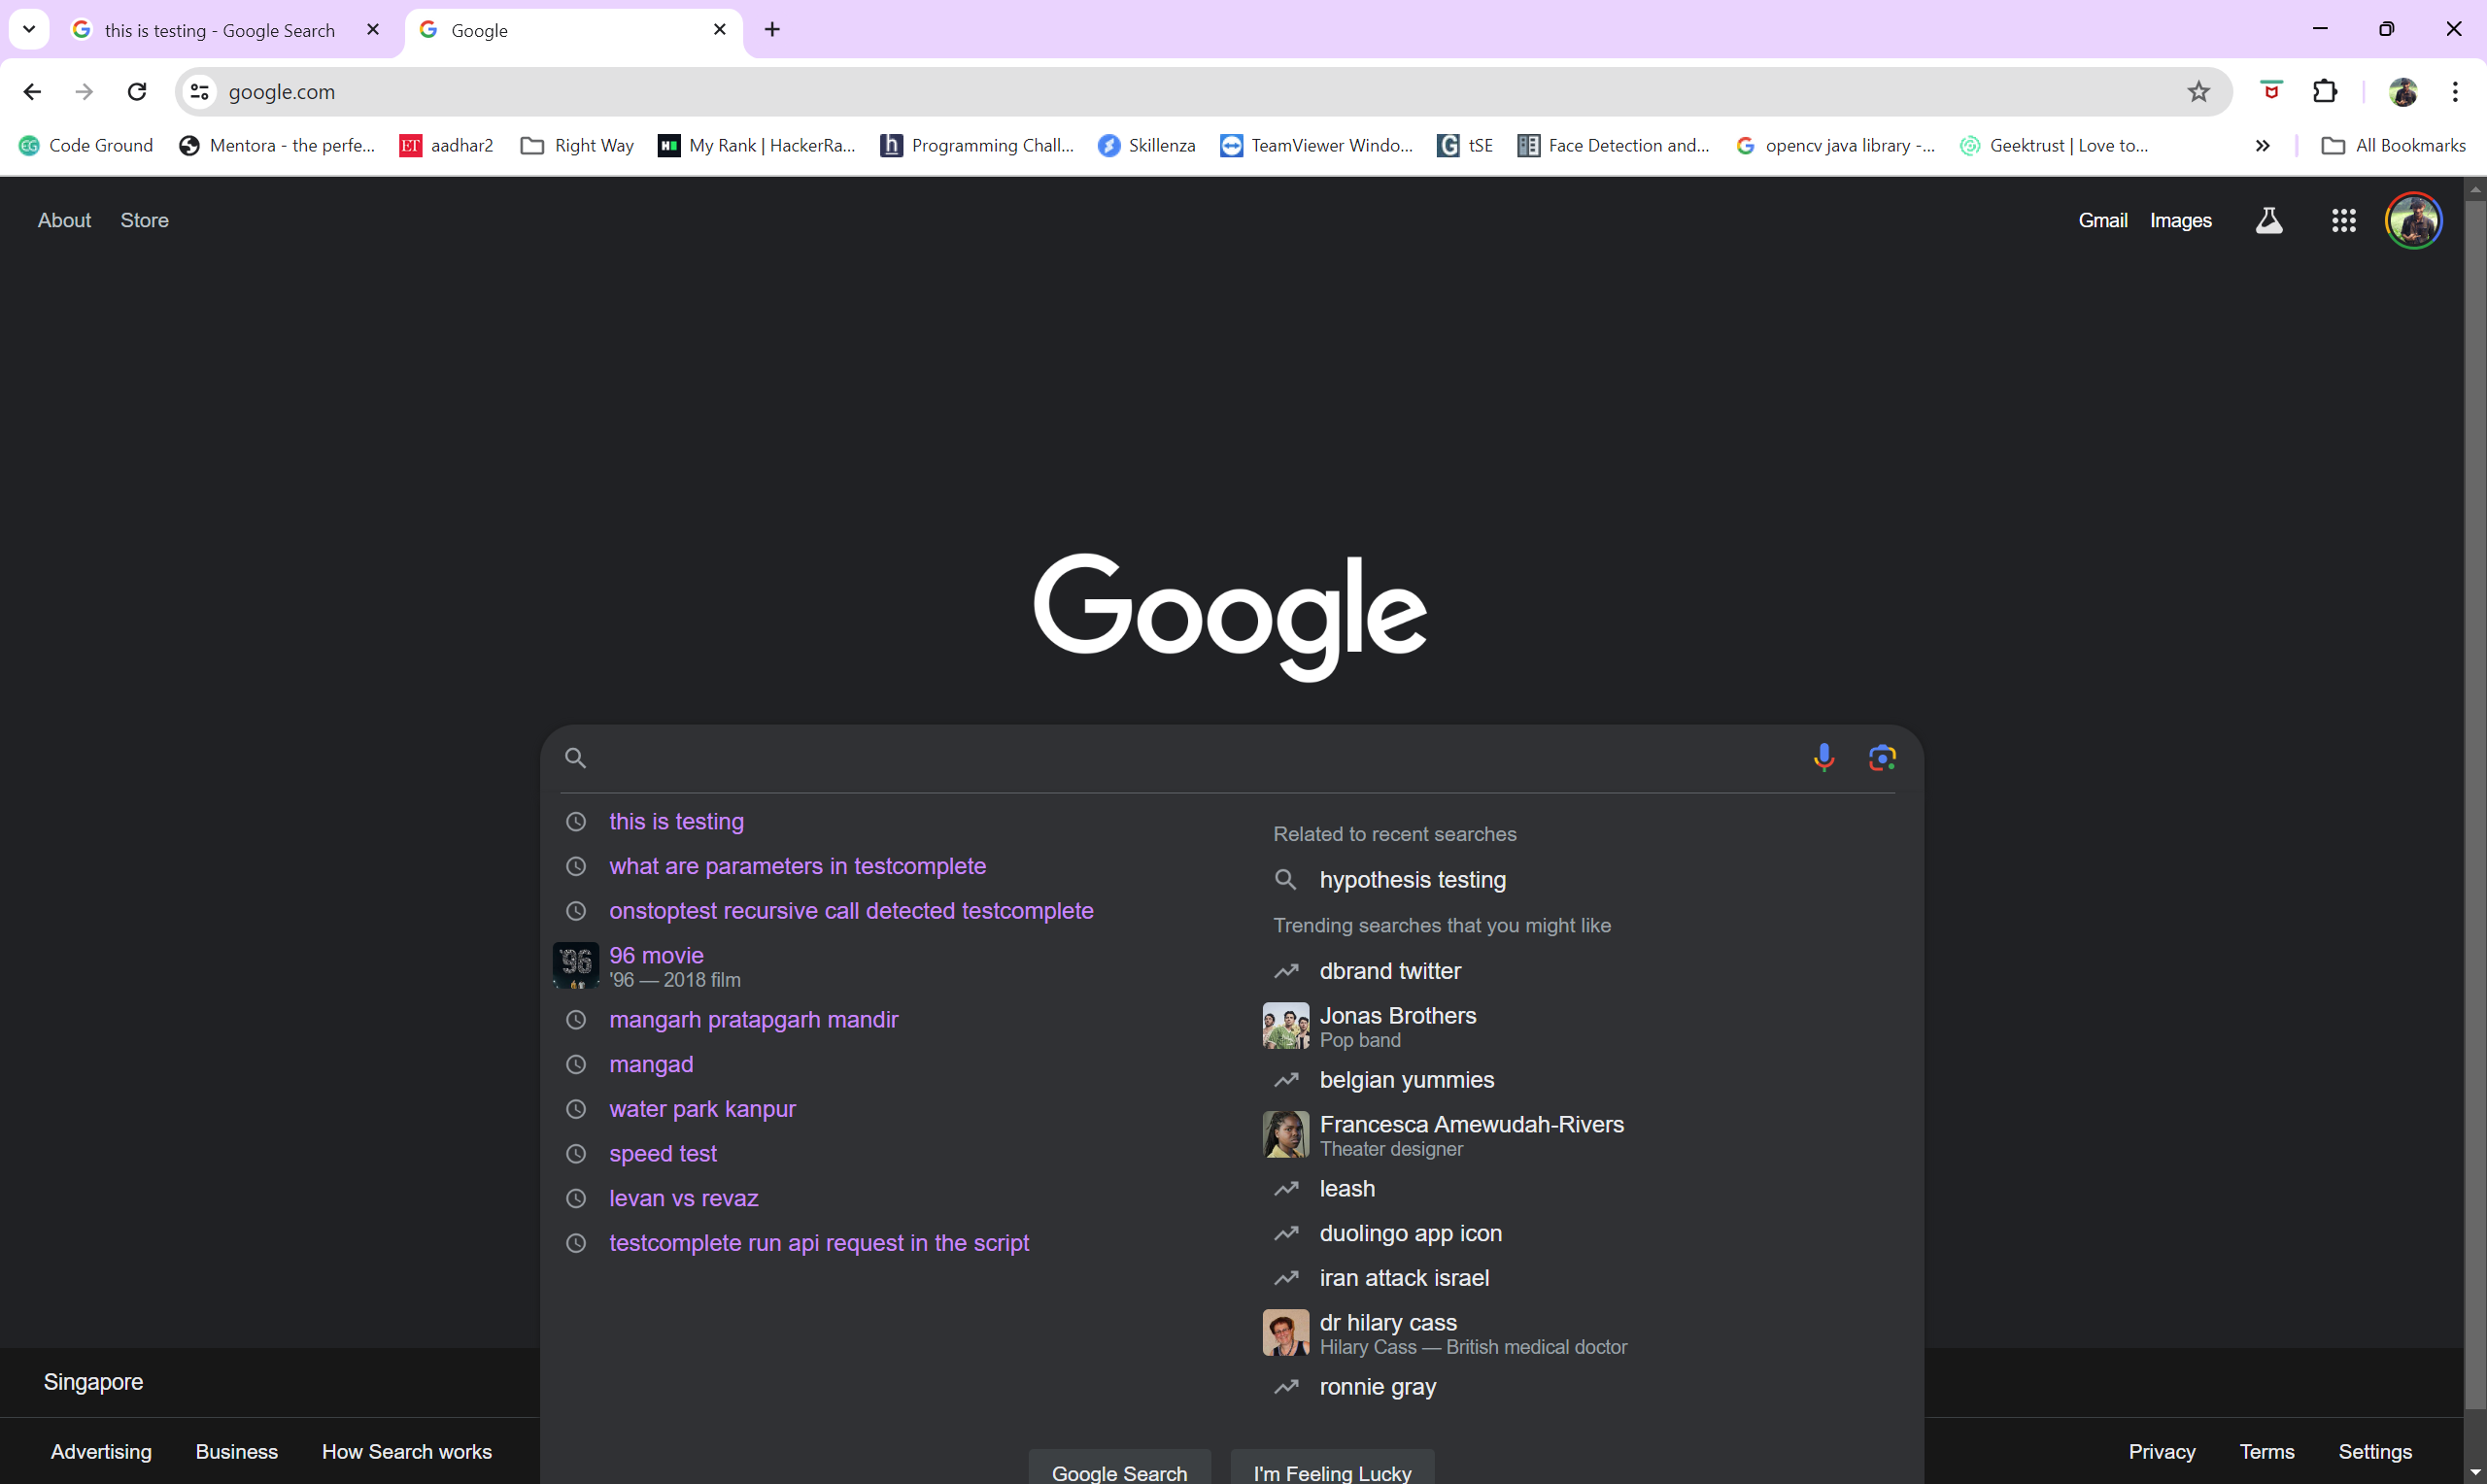 this is testing - Google Search
Google
google.com
Code Ground
Mentora - the perfe...
aadhar2
Right Way
My Rank | HackerRa...
Programming Chall...
Skillenza
TeamViewer Windo...
tSE
Face Detection and...
opencv java library -...
Geektrust | Love to...
All Bookmarks
About
Store
Gmail
Images
Google
this is testing
what are parameters in testcomplete
onstoptest recursive call detected testcomplete
'96
96 movie
'96 — 2018 film
mangarh pratapgarh mandir
mangad
water park kanpur
speed test
levan vs revaz
testcomplete run api request in the script
Related to recent searches
hypothesis testing
Trending searches that you might like
dbrand twitter
Jonas Brothers
Pop band
belgian yummies
Francesca Amewudah-Rivers
Theater designer
leash
duolingo app icon
iran attack israel
dr hilary cass
Hilary Cass — British medical doctor
ronnie gray
Google Search
I'm Feeling Lucky
Singapore
Advertising
Business
How Search works
Privacy
Terms
Settings